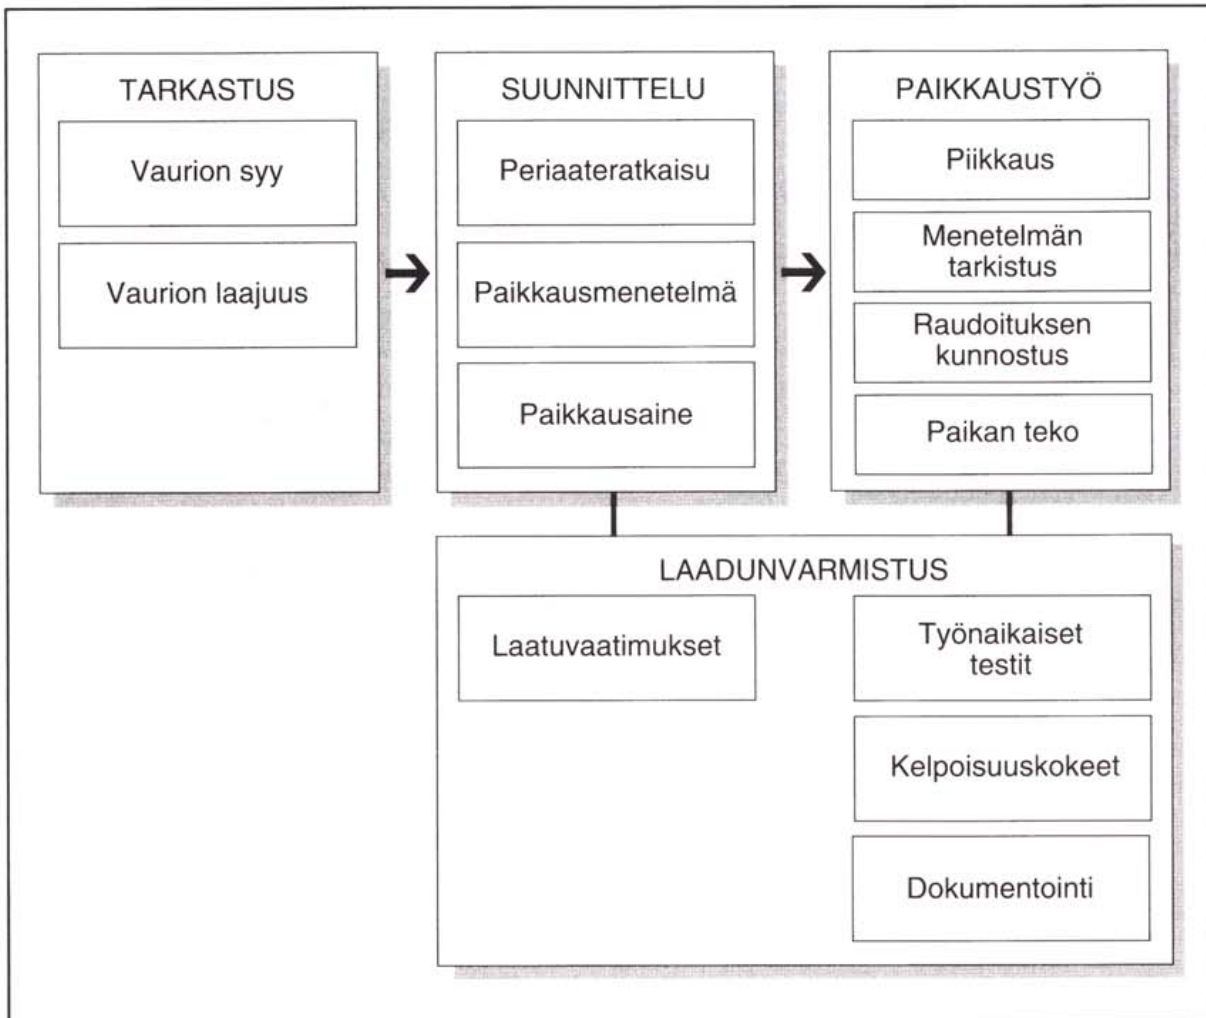 TARKASTUS
Vaurion syy
Vaurion laajuus
SUUNNITTELU
Periaateratkaisu
Paikkausmenetelmä
Paikkausaine
PAIKKAUSTYÖ
Piikkaus
Menetelmän
tarkistus
Raudoituksen
kunnostus
Paikan teko
LAADUNVARMISTUS
Laatuvaatimukset
Työnaikaiset
testit
Kelpoisuuskokeet
Dokumentointi